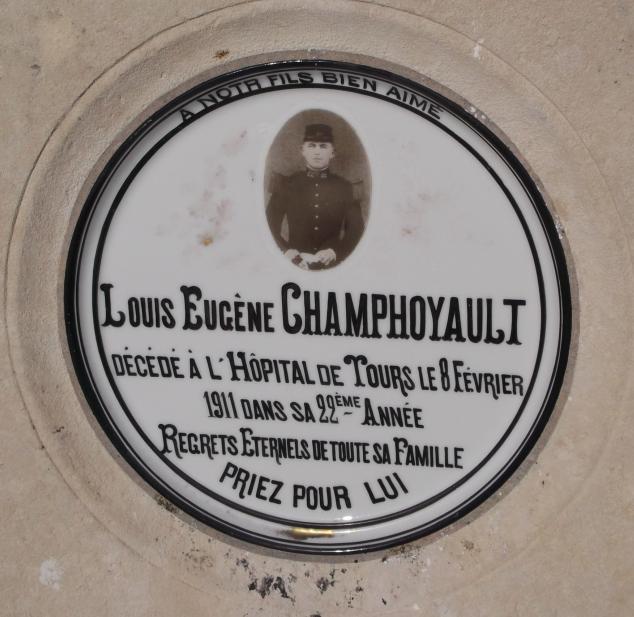 A NOTR FILS BIEN AIMÉ
LOUIS EUGÈNE CHAMPHOYAULT
DÉCÉDÉ À L'HÔPITAL DE TOURS LE 8 FÉVRIER
1911 DANS SA 22ÈME ANNÉE
REGRETS ETERNELS DE TOUTE SA FAMILLE
PRIEZ POUR LUI